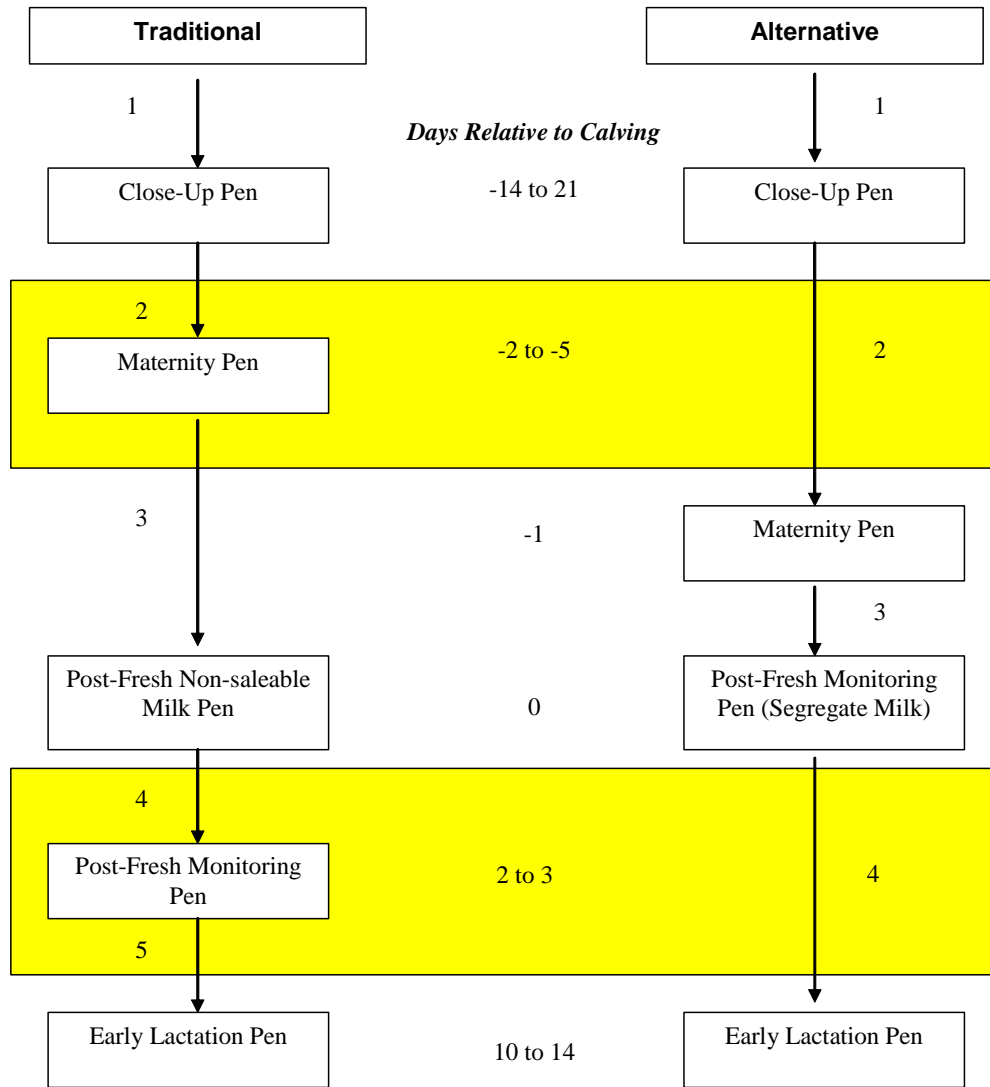 Traditional
Alternative
1
1
Days Relative to Calving
Close-Up Pen
-14 to 21
Close-Up Pen
2
Maternity Pen
-2 to -5
2
3
-1
Maternity Pen
3
Post-Fresh Non-saleable
Milk Pen
0
Post-Fresh Monitoring
Pen (Segregate Milk)
4
Post-Fresh Monitoring
Pen
2 to 3
4
5
Early Lactation Pen
10 to 14
Early Lactation Pen